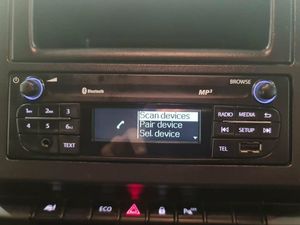 BROWSE
Bluetooth
MP3
Scan devices
Pair device
Sel. device
RADIO MEDIA
SETUP
TEL
1 2 3
4 5 6
TEXT
ECO